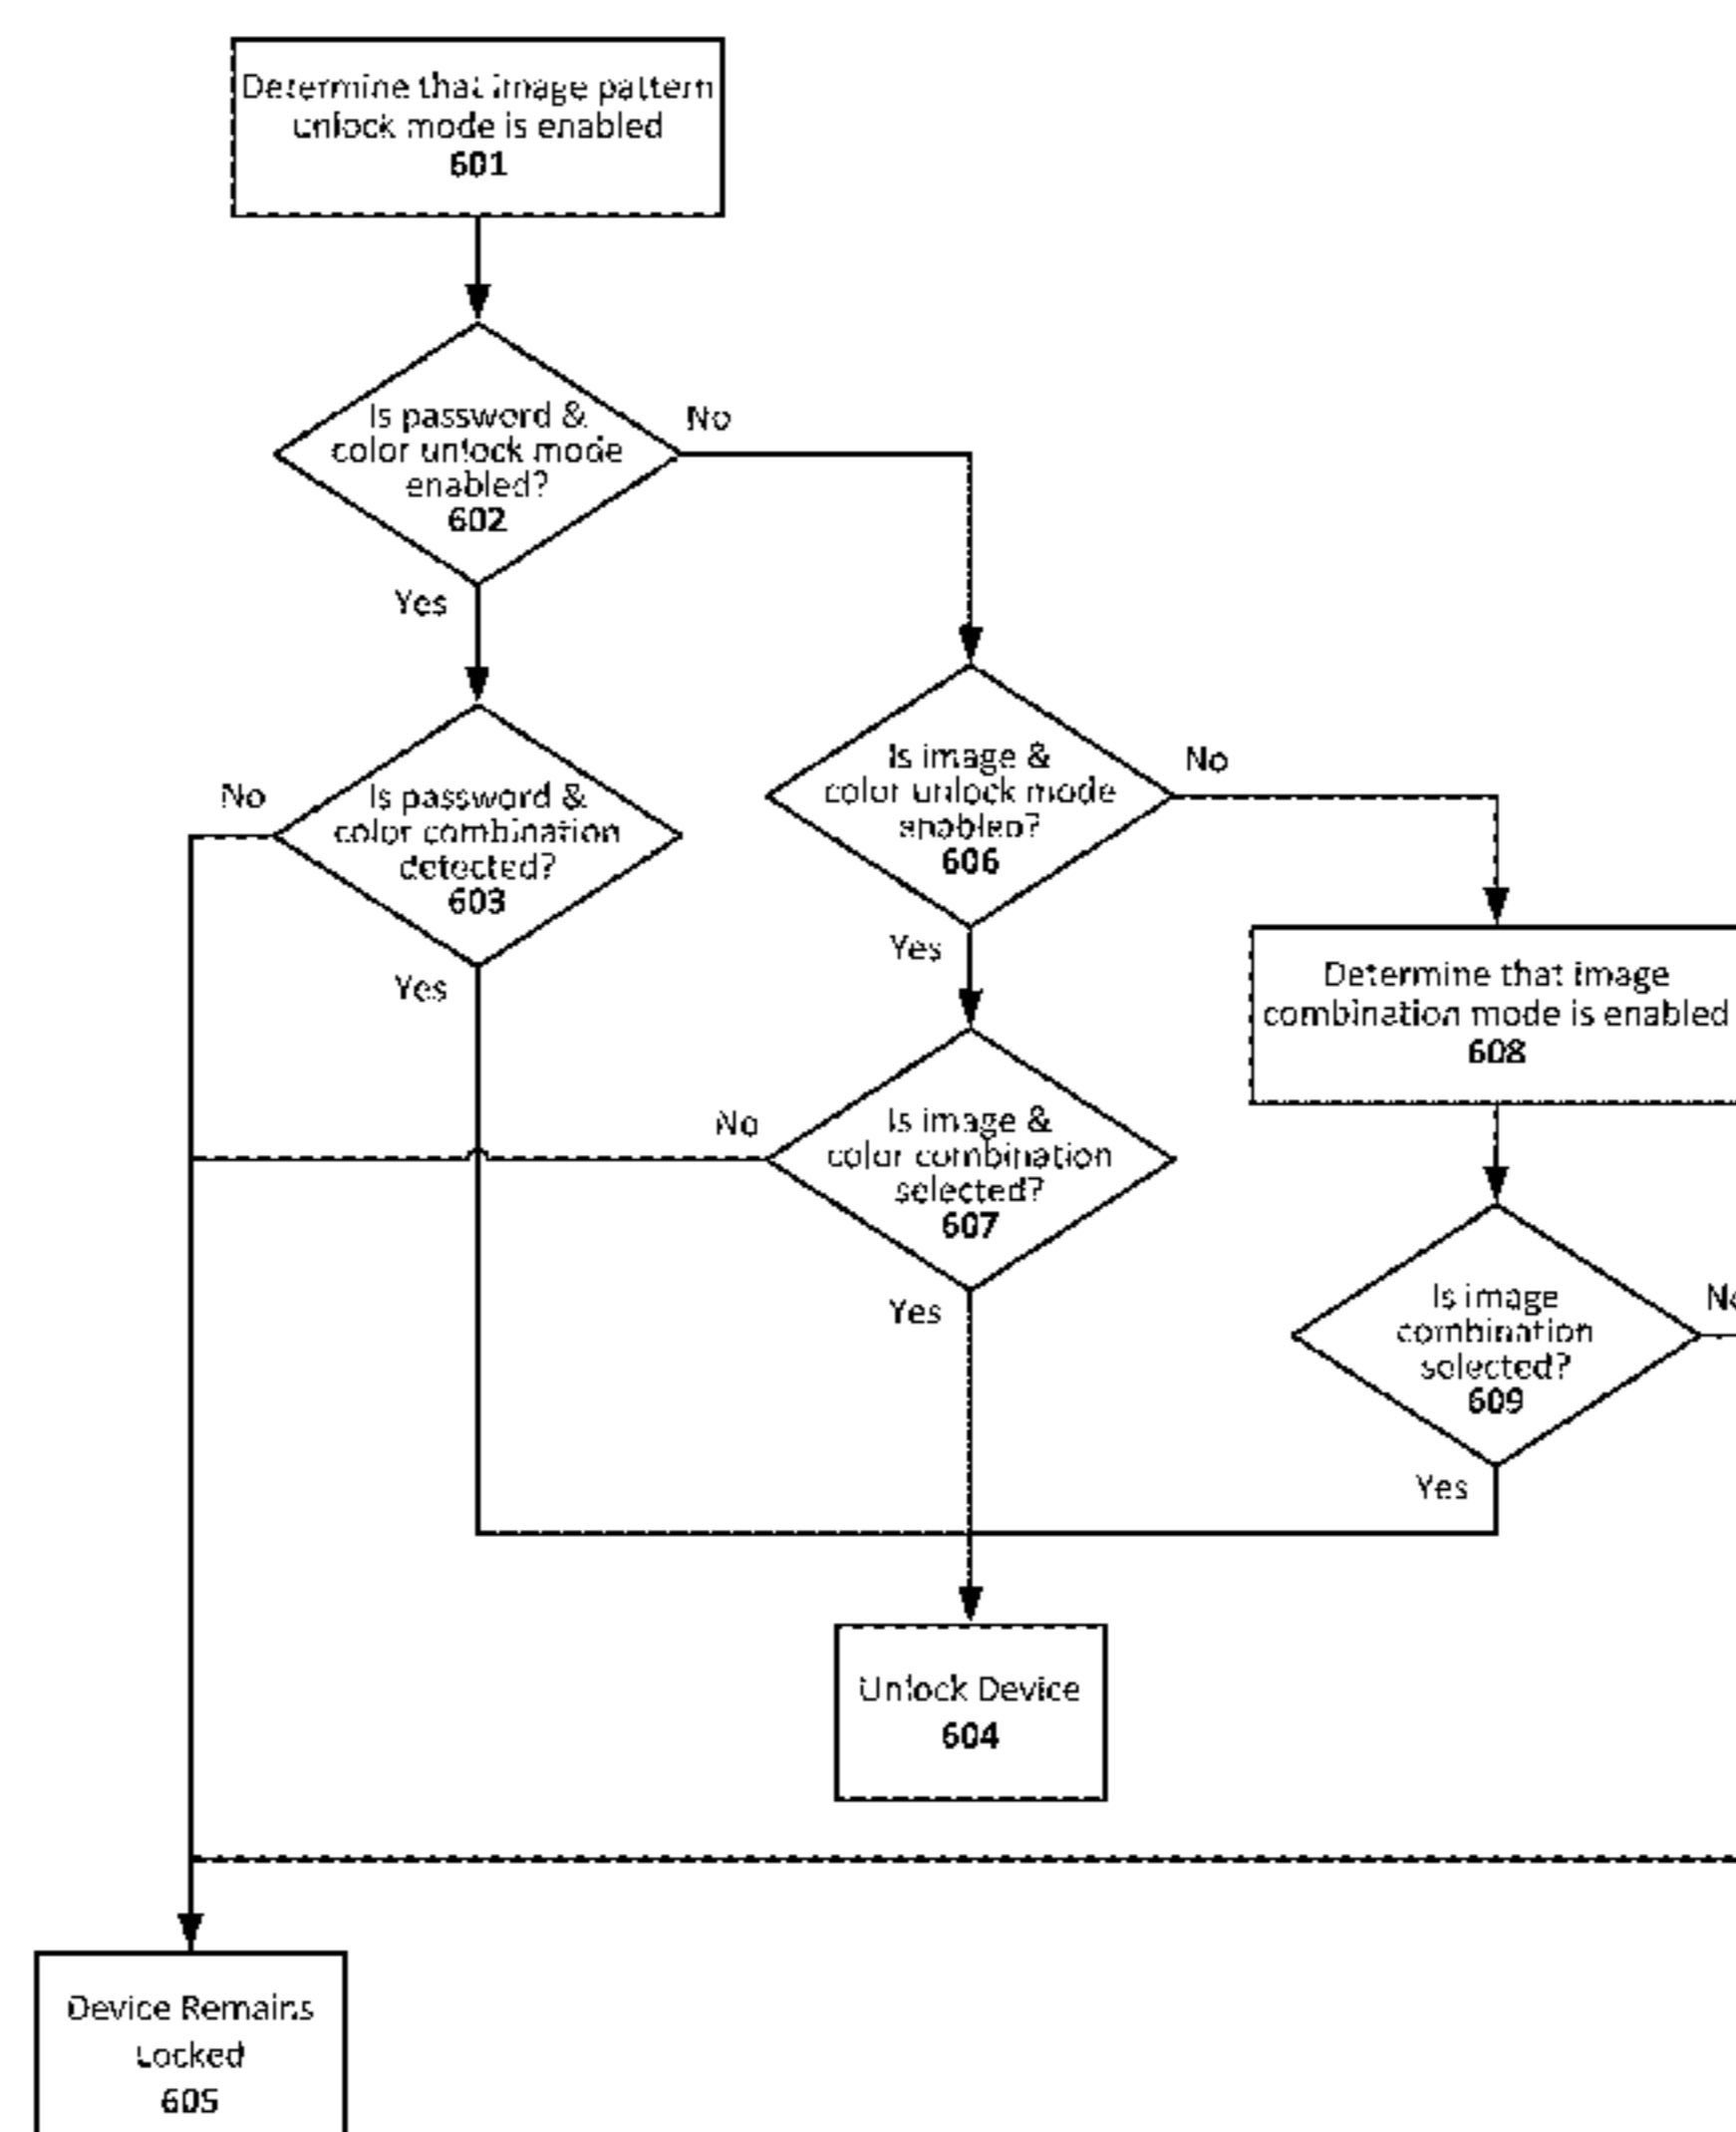 Determine that image pattern
unlock mode is enabled
601
Is password &
color unlock mode
enabled?
602
No
Yes
Is password &
color combination
detected?
603
No
Yes
Is image &
color unlock mode
enabled?
606
No
Yes
Determine that image
combination mode is enabled
608
Is image &
color combination
selected?
607
No
Yes
Is image
combination
selected?
609
Yes
Unlock Device
604
Device Remains
Locked
605